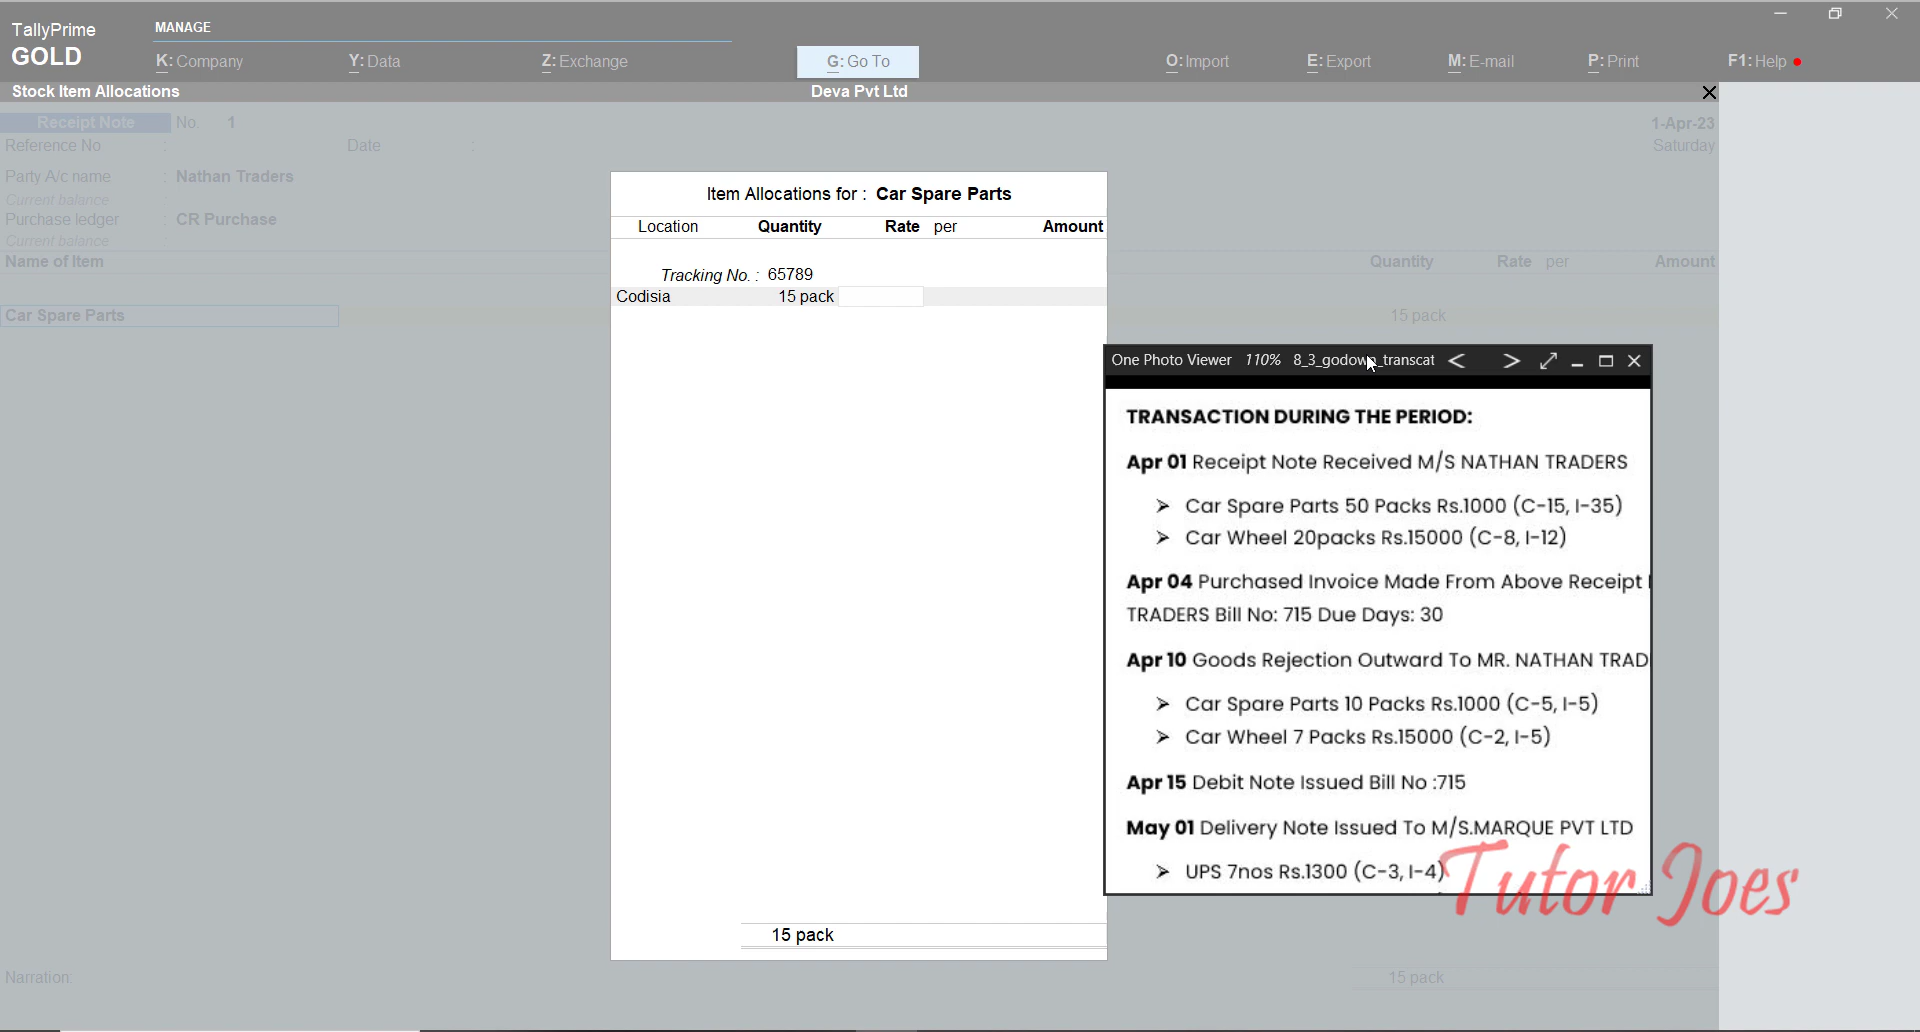 TallyPrime
GOLD
MANAGE
K: Company
Y: Data
Z: Exchange
G: Go To
O: Import
E: Export
M: E-mail
P: Print
F1: Help
Stock Item Allocations
Deva Pvt Ltd
Receipt Note No. 1
1-Apr-23
Reference No : Date :
Saturday
Party A/c name : Nathan Traders
Current balance
Purchase ledger : CR Purchase
Current balance
Name of Item
Quantity Rate per Amount
Car Spare Parts
15 pack
Item Allocations for : Car Spare Parts
Location Quantity Rate per Amount
Tracking No. : 65789
Codisia 15 pack
15 pack
One Photo Viewer 110% 8_3_godown_transcat
TRANSACTION DURING THE PERIOD:
Apr 01 Receipt Note Received M/S NATHAN TRADERS
➢ Car Spare Parts 50 Packs Rs.1000 (C-15, I-35)
➢ Car Wheel 20packs Rs.15000 (C-8, I-12)
Apr 04 Purchased Invoice Made From Above Receipt
TRADERS Bill No: 715 Due Days: 30
Apr 10 Goods Rejection Outward To MR. NATHAN TRAD
➢ Car Spare Parts 10 Packs Rs.1000 (C-5, I-5)
➢ Car Wheel 7 Packs Rs.15000 (C-2, I-5)
Apr 15 Debit Note Issued Bill No :715
May 01 Delivery Note Issued To M/S.MARQUE PVT LTD
➢ UPS 7nos Rs.1300 (C-3, I-4)
Tutor Joes
Narration:
15 pack